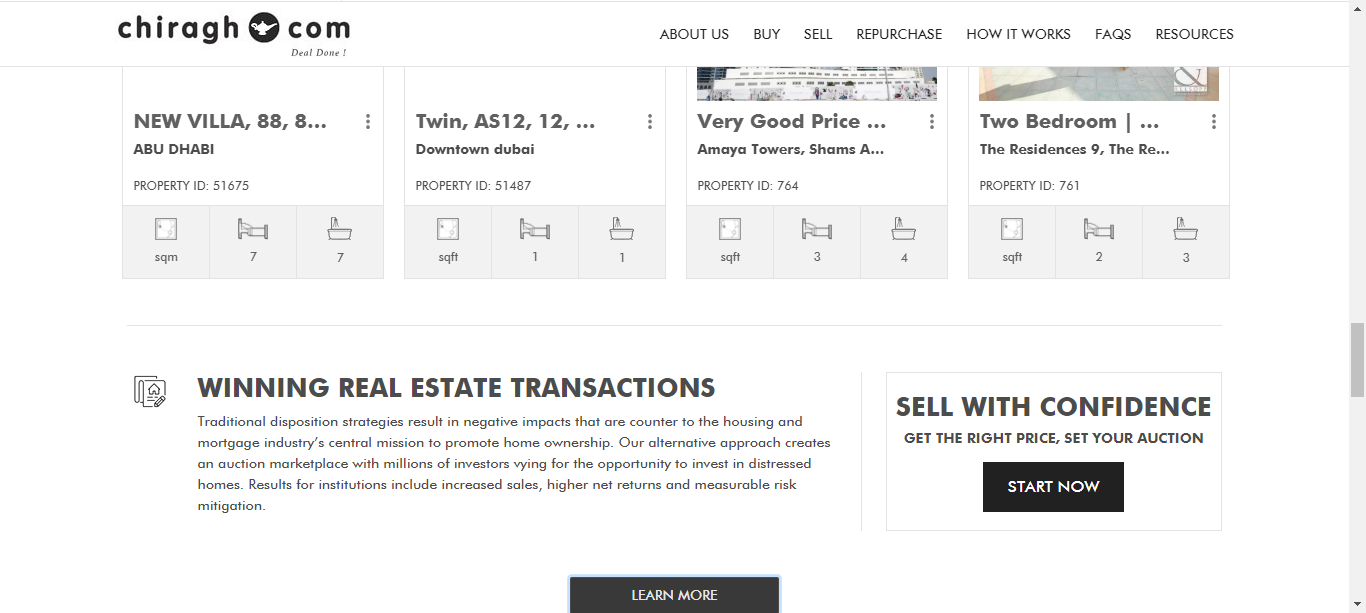 chiragh com
Deal Done !
ABOUT US BUY SELL REPURCHASE HOW IT WORKS FAQS RESOURCES
NEW VILLA, 88, 8...
ABU DHABI
PROPERTY ID: 51675
sqm 7 7
Twin, AS12, 12, ...
Downtown dubai
PROPERTY ID: 51487
sqft 1 1
Very Good Price ...
Amaya Towers, Shams A...
PROPERTY ID: 764
sqft 3 4
&
Two Bedroom | ...
The Residences 9, The Re...
PROPERTY ID: 761
sqft 2 3
WINNING REAL ESTATE TRANSACTIONS
Traditional disposition strategies result in negative impacts that are counter to the housing and
mortgage industry’s central mission to promote home ownership. Our alternative approach creates
an auction marketplace with millions of investors vying for the opportunity to invest in distressed
homes. Results for institutions include increased sales, higher net returns and measurable risk
mitigation.
SELL WITH CONFIDENCE
GET THE RIGHT PRICE, SET YOUR AUCTION
START NOW
LEARN MORE